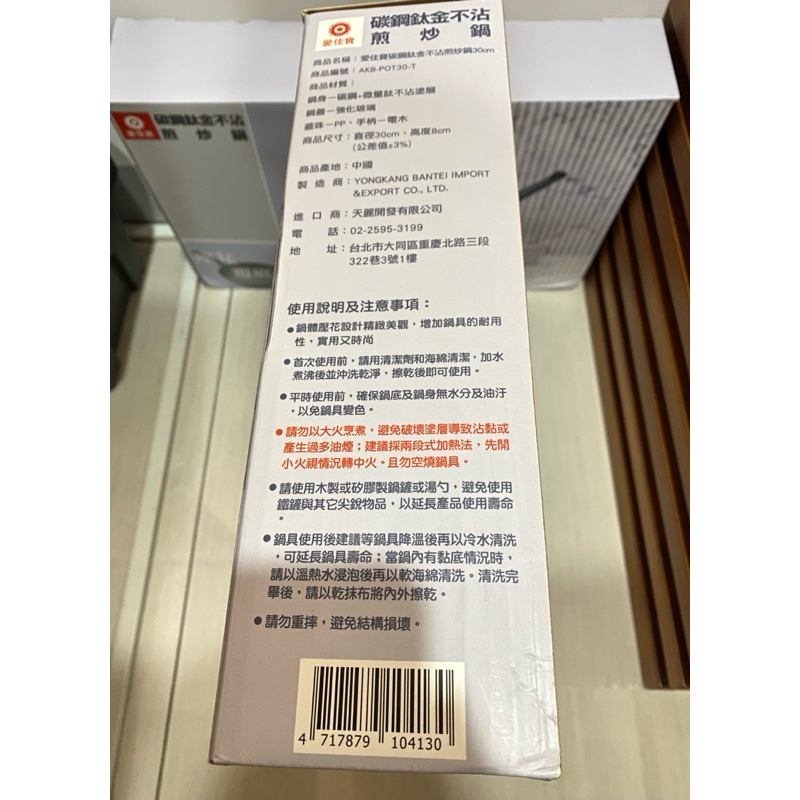 愛佳寶
碳鋼鈦金不沾
煎炒鍋
商品名稱：愛佳寶碳鋼鈦金不沾煎炒鍋30cm
商品編號：AKB-POT30-T
商品材質：
鍋身－碳鋼+微量鈦不沾塗層
鍋蓋－強化玻璃
蓋珠－PP、手柄－電木
商品尺寸：直徑30cm、高度8cm
（公差值±3%）
商品產地：中國
製造商：YONGKANG BANTEI IMPORT
&EXPORT CO., LTD.
進口商：天麗開發有限公司
電話：02-2595-3199
地址：台北市大同區重慶北路三段
322巷3號1樓
使用說明及注意事項：
●鍋體壓花設計精緻美觀，增加鍋具的耐用
性，實用又時尚
●首次使用前，請用清潔劑和海綿清潔，加水
煮沸後並沖洗乾淨，擦乾後即可使用。
●平時使用前，確保鍋底及鍋身無水分及油汙
，以免鍋具變色。
●請勿以大火烹煮，避免破壞塗層導致沾黏或
產生過多油煙；建議採兩段式加熱法，先開
小火視情況轉中火。且勿空燒鍋具。
●請使用木製或矽膠製鍋鏟或湯勺，避免使用
鐵鏟與其它尖銳物品，以延長產品使用壽命
。
●鍋具使用後建議等鍋具降溫後再以冷水清洗
，可延長鍋具壽命；當鍋內有黏底情況時，
請以溫熱水浸泡後再以軟海綿清洗。清洗完
畢後，請以乾抹布將內外擦乾。
●請勿重摔，避免結構損壞。
4 717879 104130
愛佳寶
碳鋼鈦金不沾
煎炒鍋